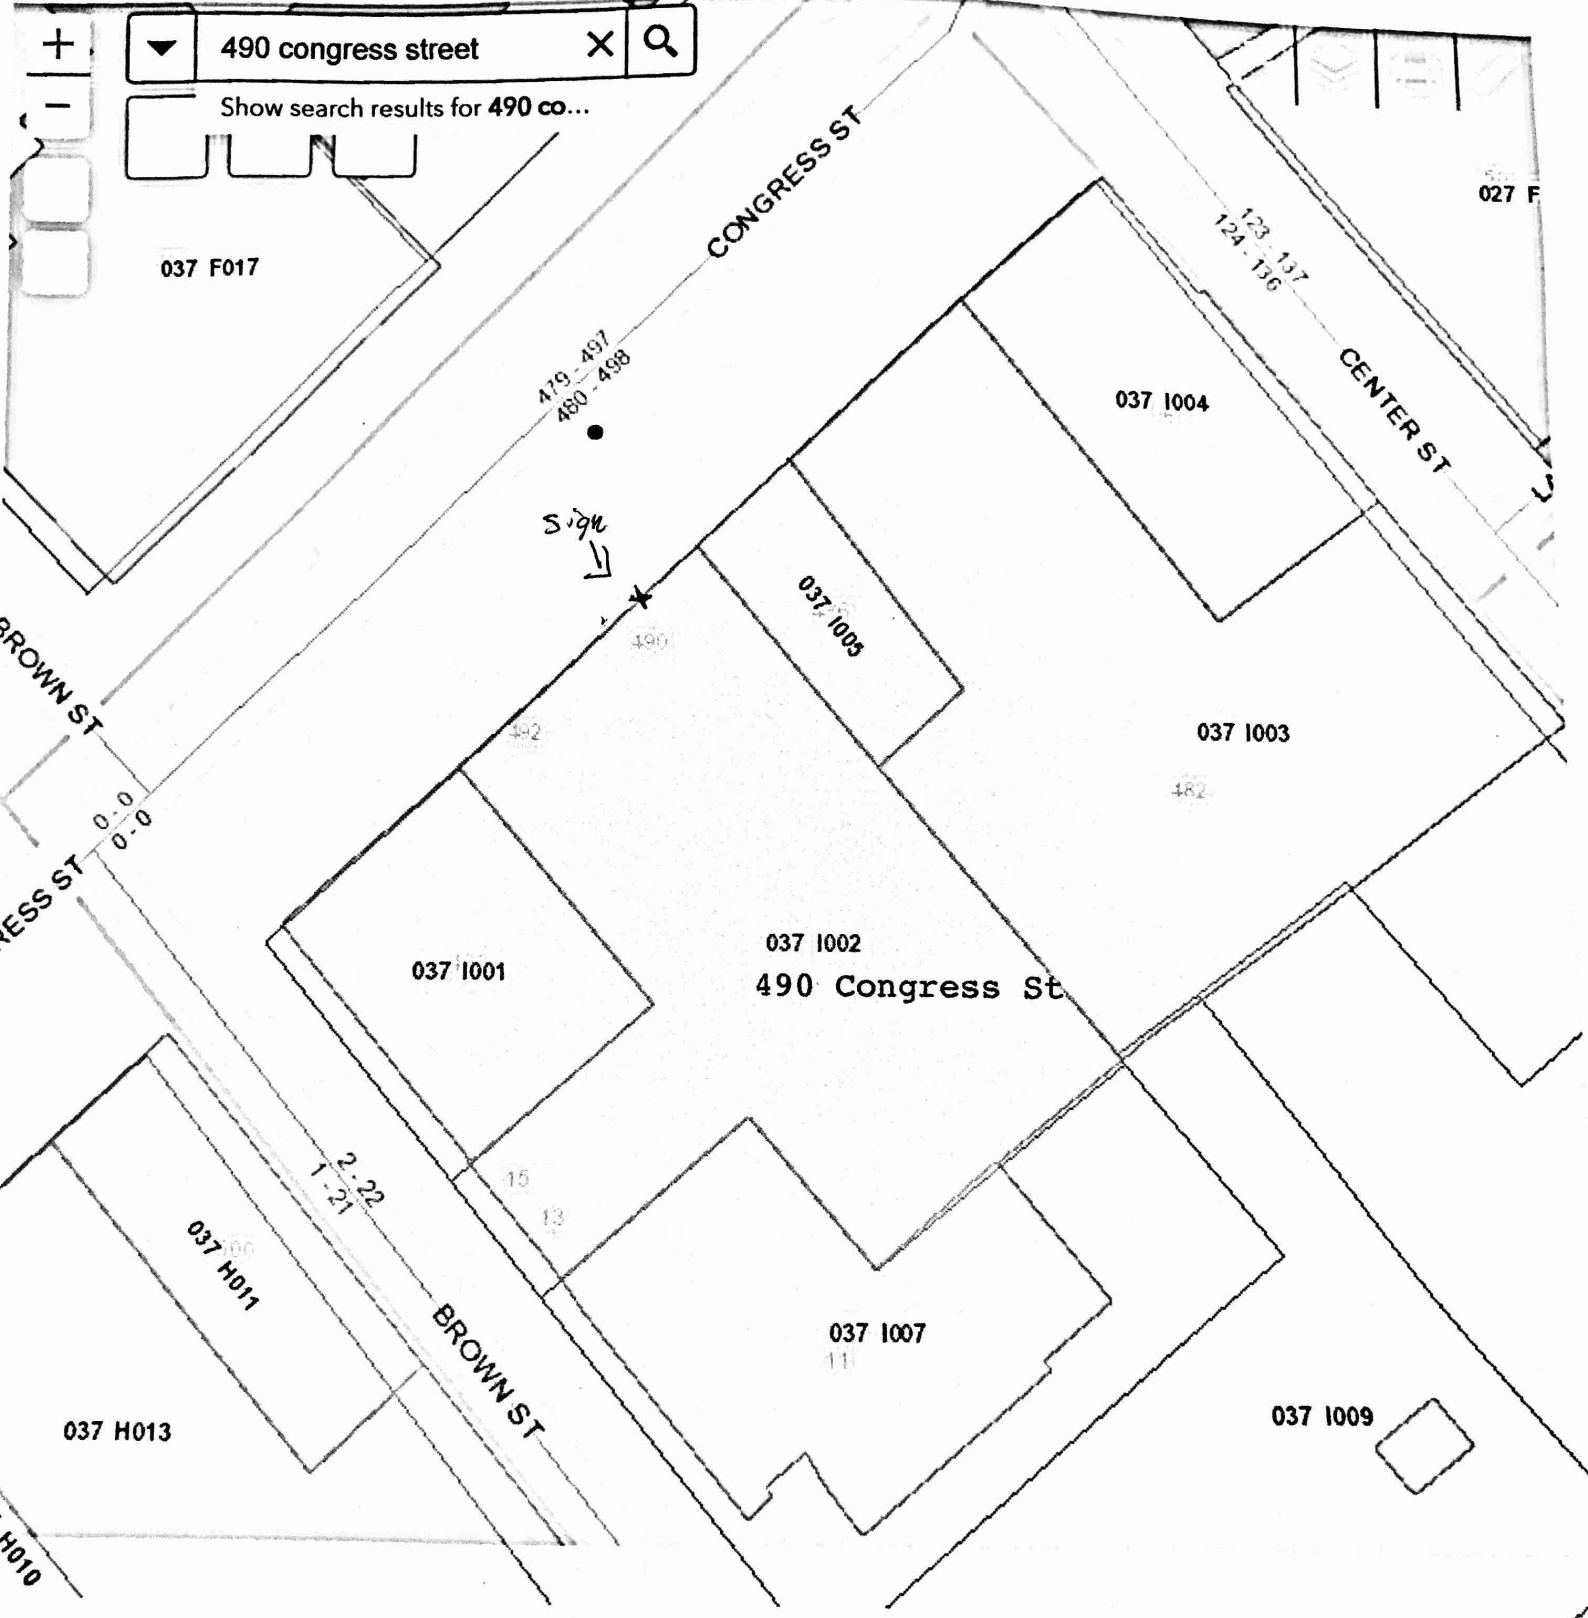 490 congress street
Show search results for 490 co...
037 F017
CONGRESS ST
027 F
123 - 137
124 - 136
CENTER ST
479 - 497
480 - 498
037 I004
sign
037 I005
490
BROWN ST
492
037 I003
482
0 - 0
0 - 0
RESS ST
037 I001
037 I002
490 Congress St
15
13
2 - 22
1 - 21
037 H011
BROWN ST
037 I007
11
037 I009
037 H013
H010